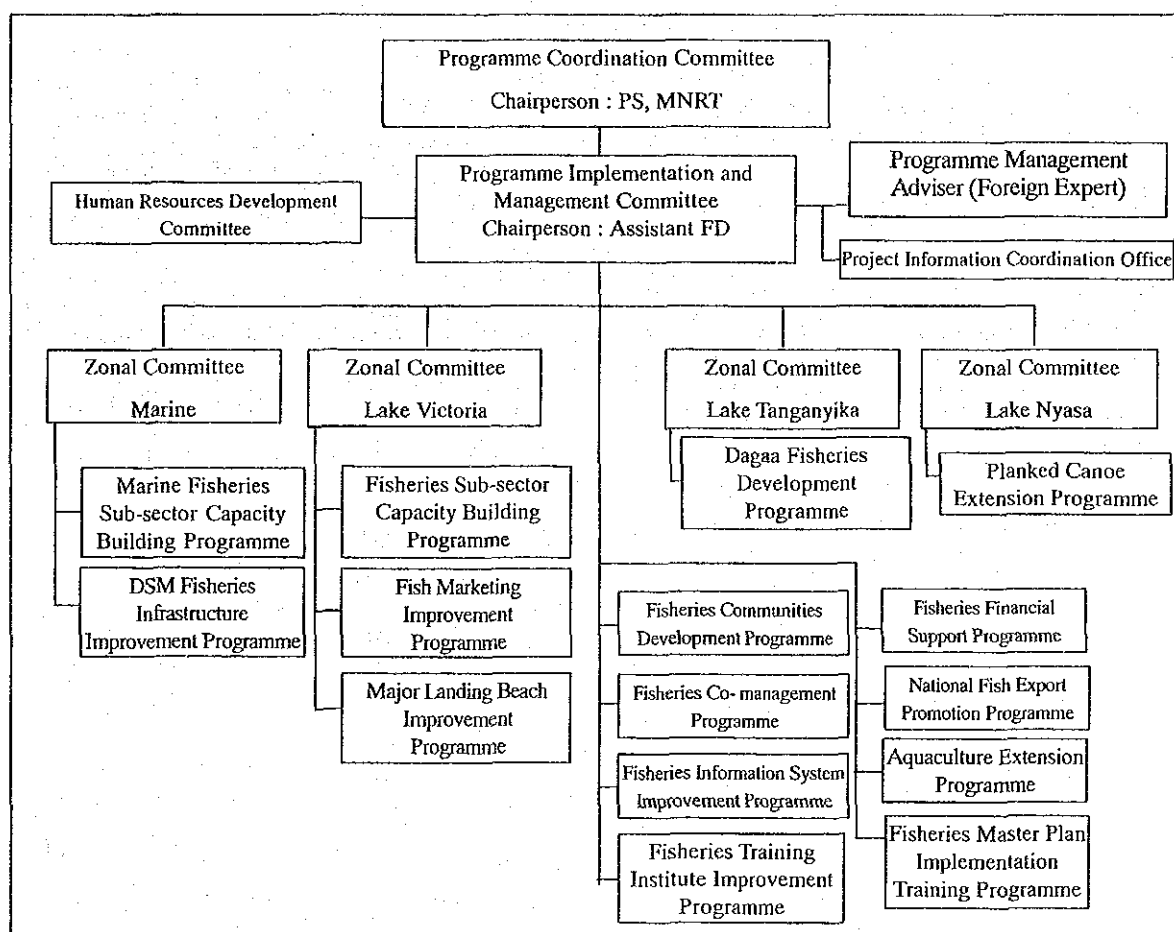 Programme Coordination Committee
Chairperson : PS, MNRT
Programme Implementation and
Management Committee
Chairperson : Assistant FD
Human Resources Development
Committee
Programme Management
Adviser (Foreign Expert)
Project Information Coordination Office
Zonal Committee
Marine
Zonal Committee
Lake Victoria
Zonal Committee
Lake Tanganyika
Zonal Committee
Lake Nyasa
Marine Fisheries
Sub-sector Capacity
Building Programme
DSM Fisheries
Infrastructure
Improvement Programme
Fisheries Sub-sector
Capacity Building
Programme
Fish Marketing
Improvement
Programme
Major Landing Beach
Improvement
Programme
Dagaa Fisheries
Development
Programme
Planked Canoe
Extension Programme
Fisheries Communities
Development Programme
Fisheries Co-management
Programme
Fisheries Information System
Improvement Programme
Fisheries Training
Institute Improvement
Programme
Fisheries Financial
Support Programme
National Fish Export
Promotion Programme
Aquaculture Extension
Programme
Fisheries Master Plan
Implementation
Training Programme